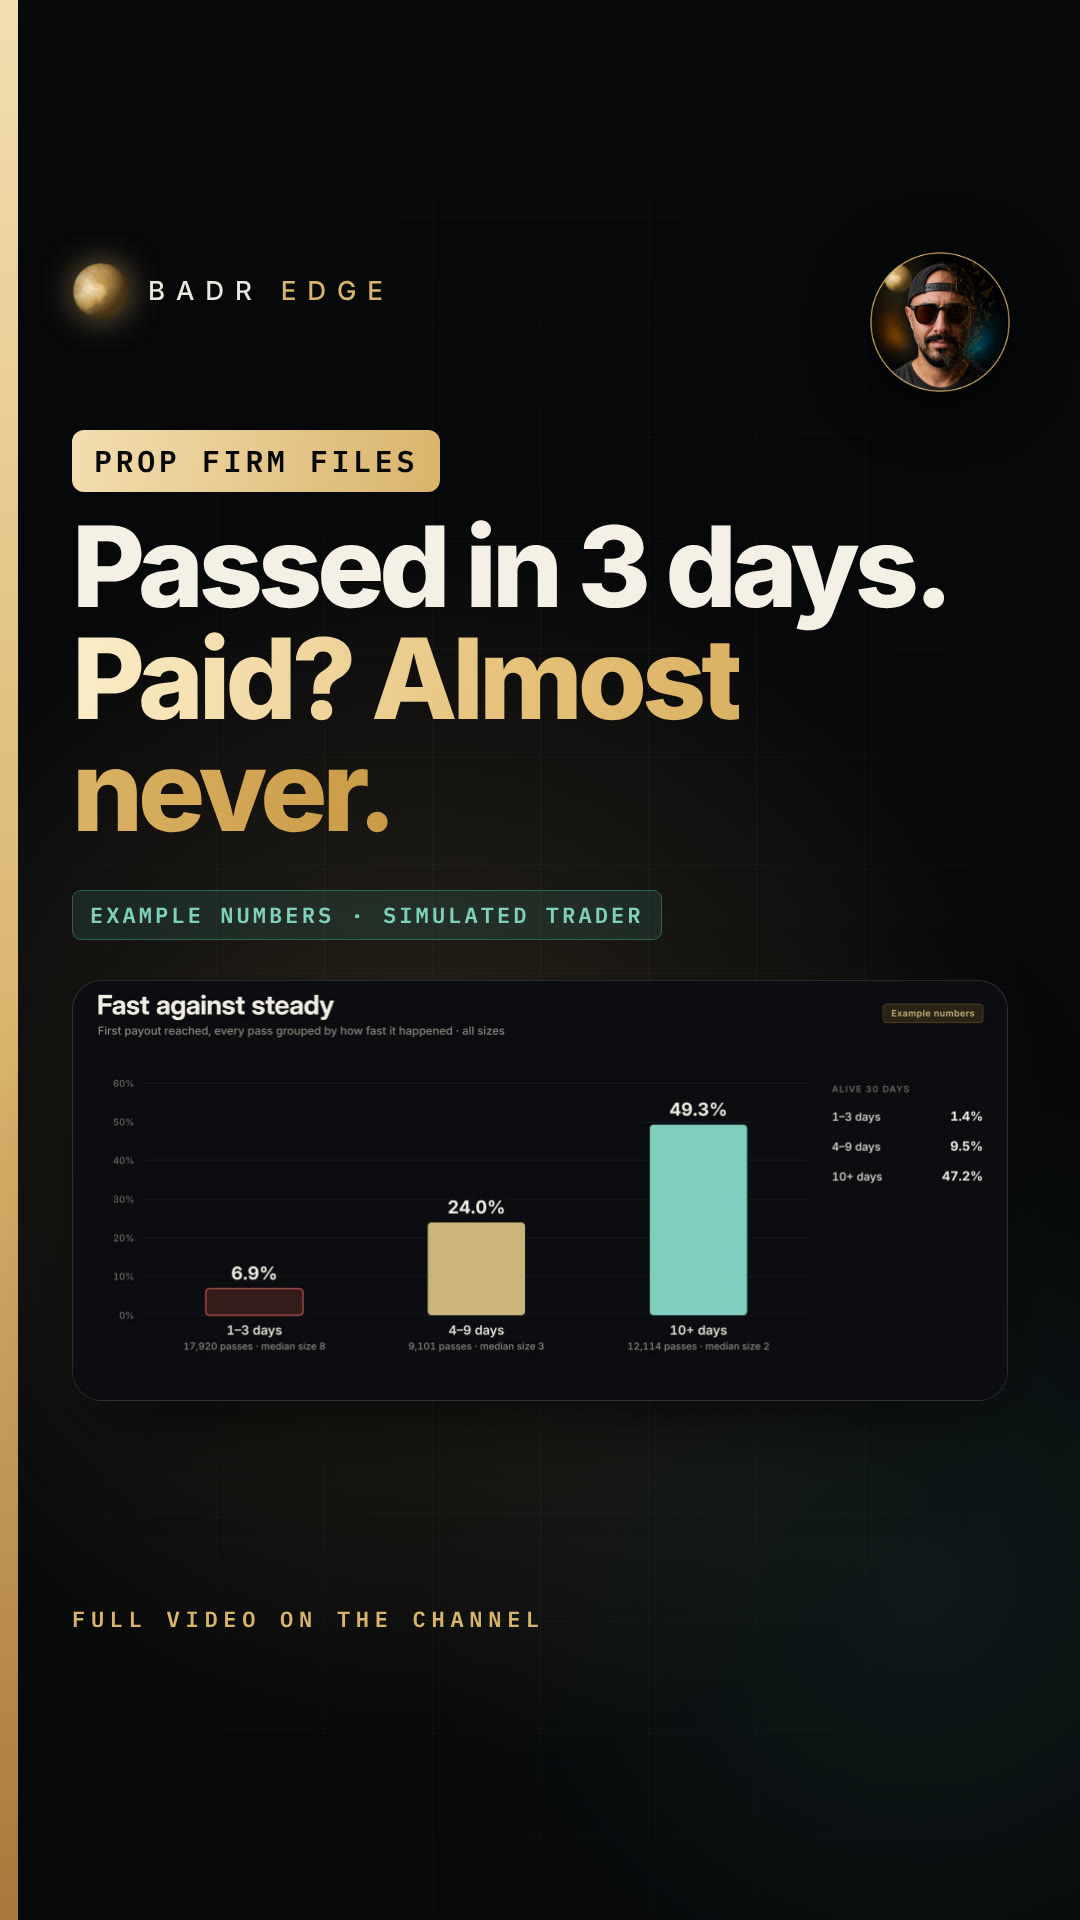 BADR EDGE
PROP FIRM FILES
Passed in 3 days.
Paid? Almost
never.
EXAMPLE NUMBERS · SIMULATED TRADER
Fast against steady
First payout reached, every pass grouped by how fast it happened · all sizes
Example numbers
60%
50%
40%
30%
20%
10%
0%
6.9%
24.0%
49.3%
1–3 days
17,920 passes · median size 8
4–9 days
9,101 passes · median size 3
10+ days
12,114 passes · median size 2
ALIVE 30 DAYS
1–3 days 1.4%
4–9 days 9.5%
10+ days 47.2%
FULL VIDEO ON THE CHANNEL